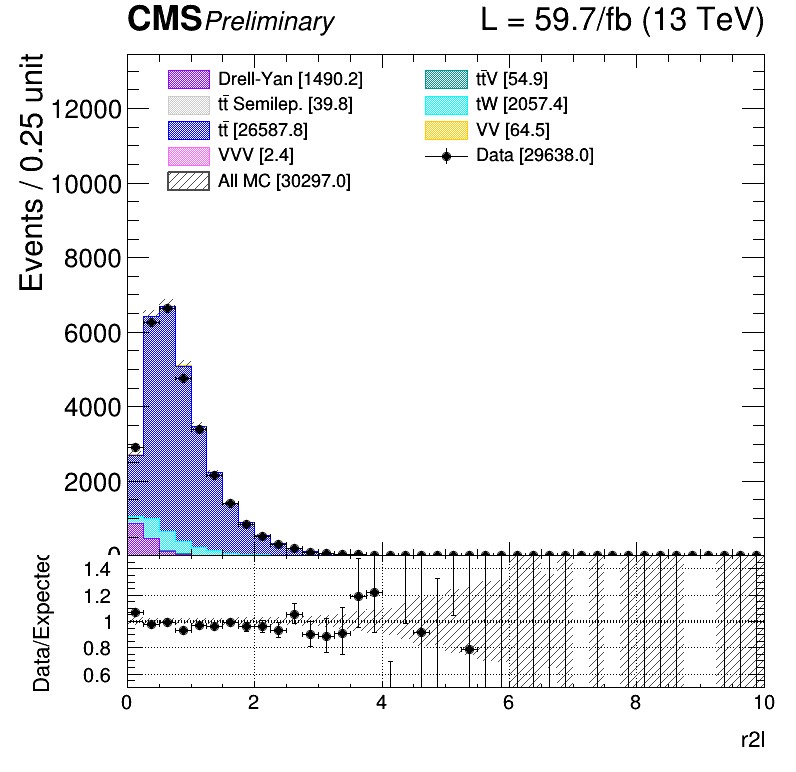 CMS Preliminary L = 59.7/fb (13 TeV)
Events / 0.25 unit
Drell-Yan [1490.2]
tt̄ Semilep. [39.8]
tt̄ [26587.8]
VVV [2.4]
All MC [30297.0]
tt̄V [54.9]
tW [2057.4]
VV [64.5]
Data [29638.0]
12000
10000
8000
6000
4000
2000
0
Data/Expected
1.4
1.2
1
0.8
0.6
0 2 4 6 8 10
r2l